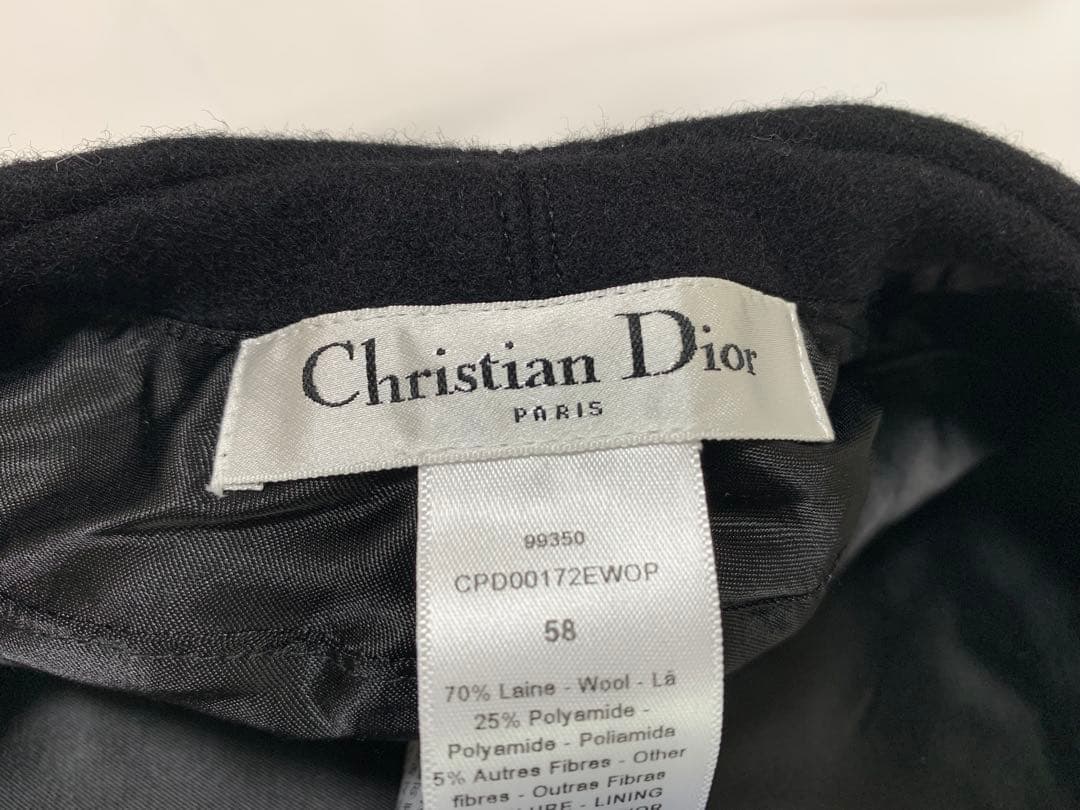 Christian Dior
PARIS
99350
CPD00172EWOP
58
70% Laine - Wool - Lã
25% Polyamide -
Polyamide - Poliamida
5% Autres Fibres - Other
fibres - Outras Fibras
- LINING